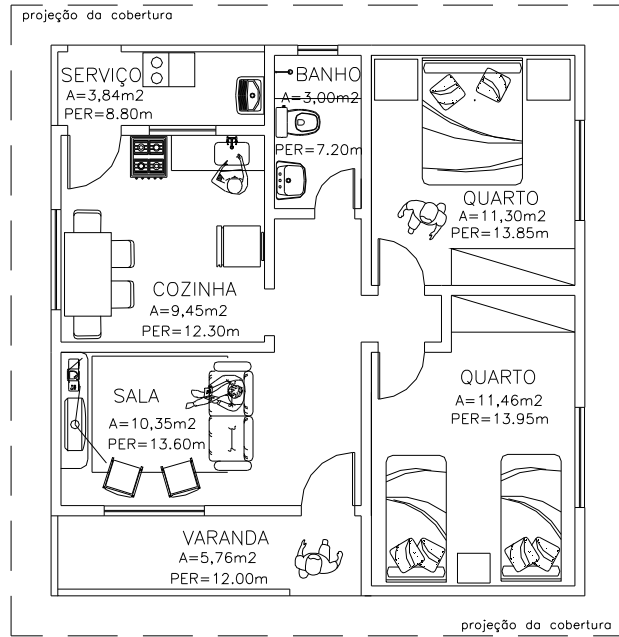 projeção da cobertura
SERVIÇO
A=3,84m2
PER=8.80m
BANHO
A=3,00m2
PER=7.20m
QUARTO
A=11,30m2
PER=13.85m
COZINHA
A=9,45m2
PER=12.30m
SALA
A=10,35m2
PER=13.60m
QUARTO
A=11,46m2
PER=13.95m
VARANDA
A=5,76m2
PER=12.00m
projeção da cobertura